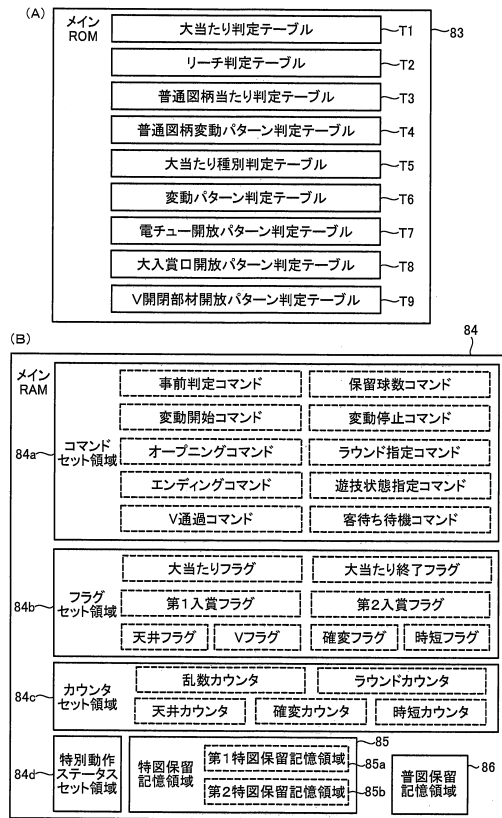 (A)
メイン
ROM
大当たり判定テーブル
T1
83
リーチ判定テーブル
T2
普通図柄当たり判定テーブル
T3
普通図柄変動パターン判定テーブル
T4
大当たり種別判定テーブル
T5
変動パターン判定テーブル
T6
電チュー開放パターン判定テーブル
T7
大入賞口開放パターン判定テーブル
T8
V開閉部材開放パターン判定テーブル
T9
(B)
84
メイン
RAM
84a
コマンド
セット領域
事前判定コマンド
保留球数コマンド
変動開始コマンド
変動停止コマンド
オープニングコマンド
ラウンド指定コマンド
エンディングコマンド
遊技状態指定コマンド
V通過コマンド
客待ち待機コマンド
84b
フラグ
セット領域
大当たりフラグ
大当たり終了フラグ
第1入賞フラグ
第2入賞フラグ
天井フラグ
Vフラグ
確変フラグ
時短フラグ
84c
カウンタ
セット領域
乱数カウンタ
ラウンドカウンタ
天井カウンタ
確変カウンタ
時短カウンタ
84d
特別動作
ステータス
セット領域
85
特図保留
記憶領域
第1特図保留記憶領域
85a
第2特図保留記憶領域
85b
86
普図保留
記憶領域